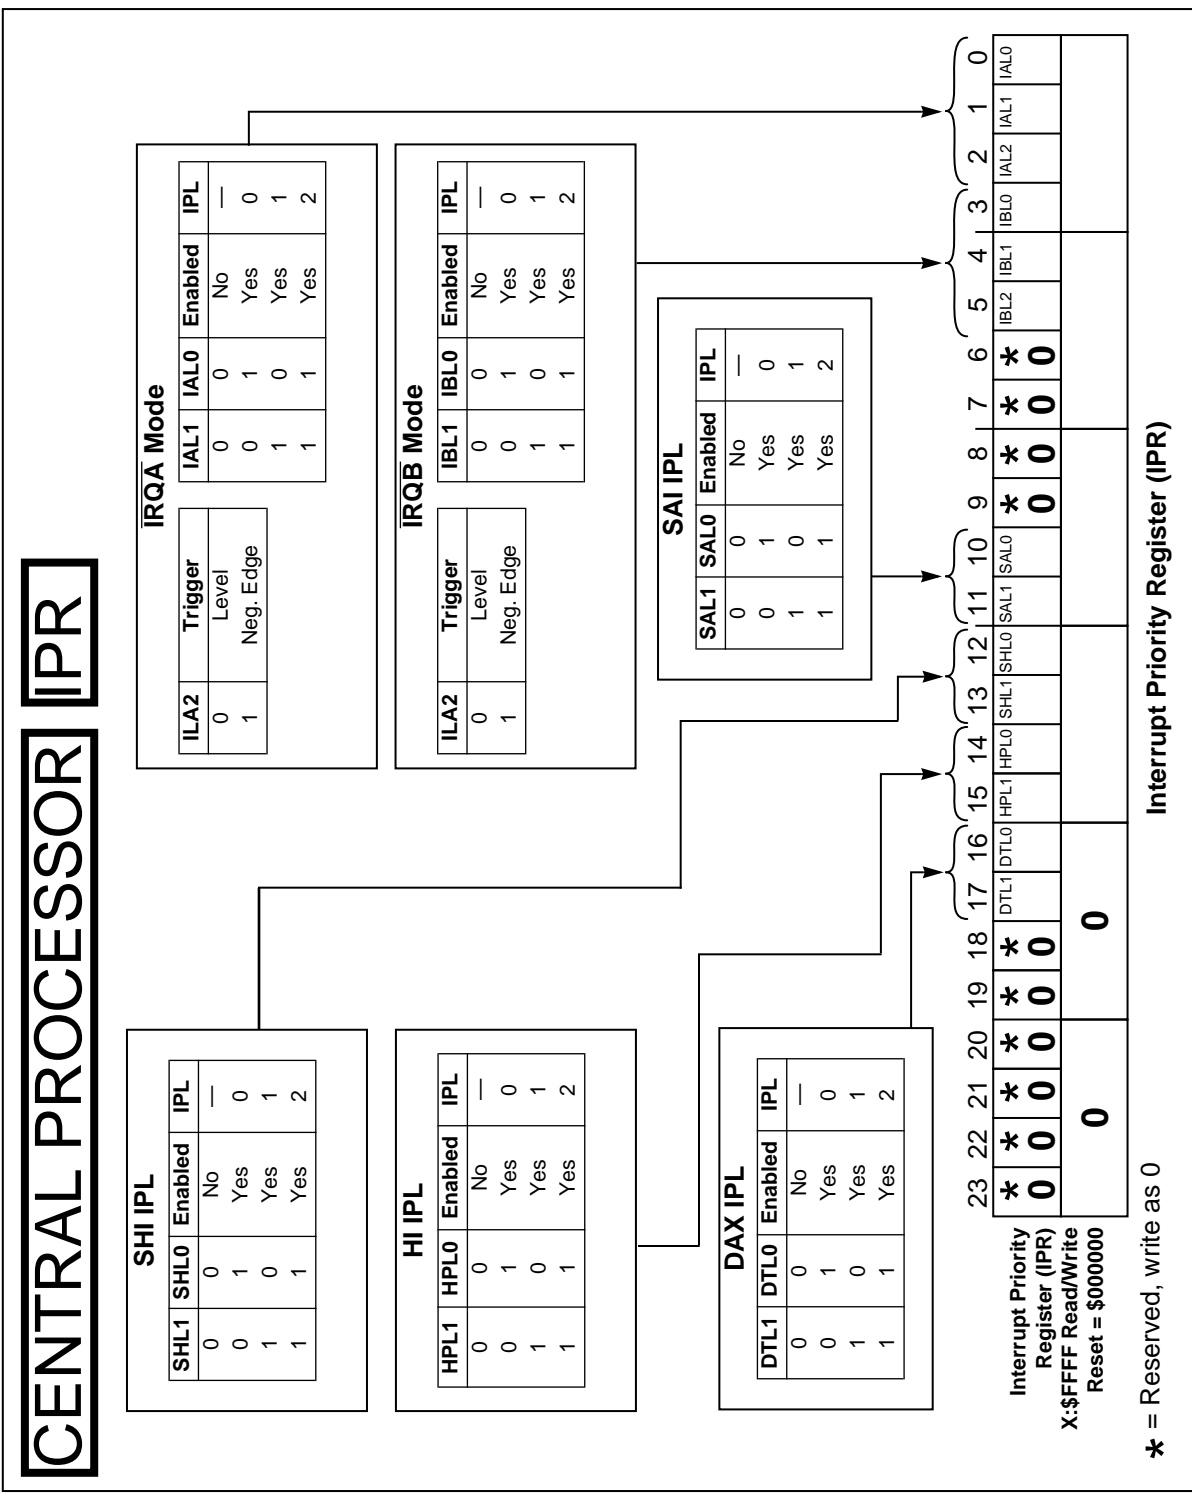 CENTRAL PROCESSOR IPR
SHI IPL
SHL1 SHL0 Enabled IPL
0 0 No —
0 1 Yes 0
1 0 Yes 1
1 1 Yes 2
IRQA Mode
ILA2 Trigger
0 Level
1 Neg. Edge
IAL1 IAL0 Enabled IPL
0 0 No —
0 1 Yes 0
1 0 Yes 1
1 1 Yes 2
HI IPL
HPL1 HPL0 Enabled IPL
0 0 No —
0 1 Yes 0
1 0 Yes 1
1 1 Yes 2
IRQB Mode
ILA2 Trigger
0 Level
1 Neg. Edge
IBL1 IBL0 Enabled IPL
0 0 No —
0 1 Yes 0
1 0 Yes 1
1 1 Yes 2
SAI IPL
SAL1 SAL0 Enabled IPL
0 0 No —
0 1 Yes 0
1 0 Yes 1
1 1 Yes 2
DAX IPL
DTL1 DTL0 Enabled IPL
0 0 No —
0 1 Yes 0
1 0 Yes 1
1 1 Yes 2
23 22 21 20 19 18 17 16 15 14 13 12 11 10 9 8 7 6 5 4 3 2 1 0
* * * * * * DTL1 DTL0 HPL1 HPL0 SHL1 SHL0 SAL1 SAL0 * * * * IBL2 IBL1 IBL0 IAL2 IAL1 IAL0
0 0 0 0 0 0 0 0 0 0
0 0
Interrupt Priority
Register (IPR)
X:$FFFF Read/Write
Reset = $000000
Interrupt Priority Register (IPR)
* = Reserved, write as 0